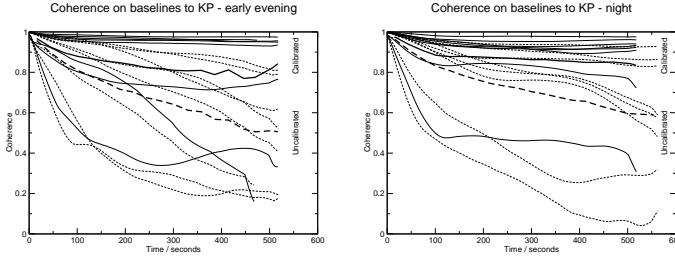 Coherence on baselines to KP - early evening
1
0.8
0.6
0.4
0.2
0
Coherence
Calibrated
Uncalibrated
0
100
200
300
400
500
600
Time / seconds
Coherence on baselines to KP - night
1
0.8
0.6
0.4
0.2
0
Coherence
Calibrated
Uncalibrated
0
100
200
300
400
500
600
Time / seconds